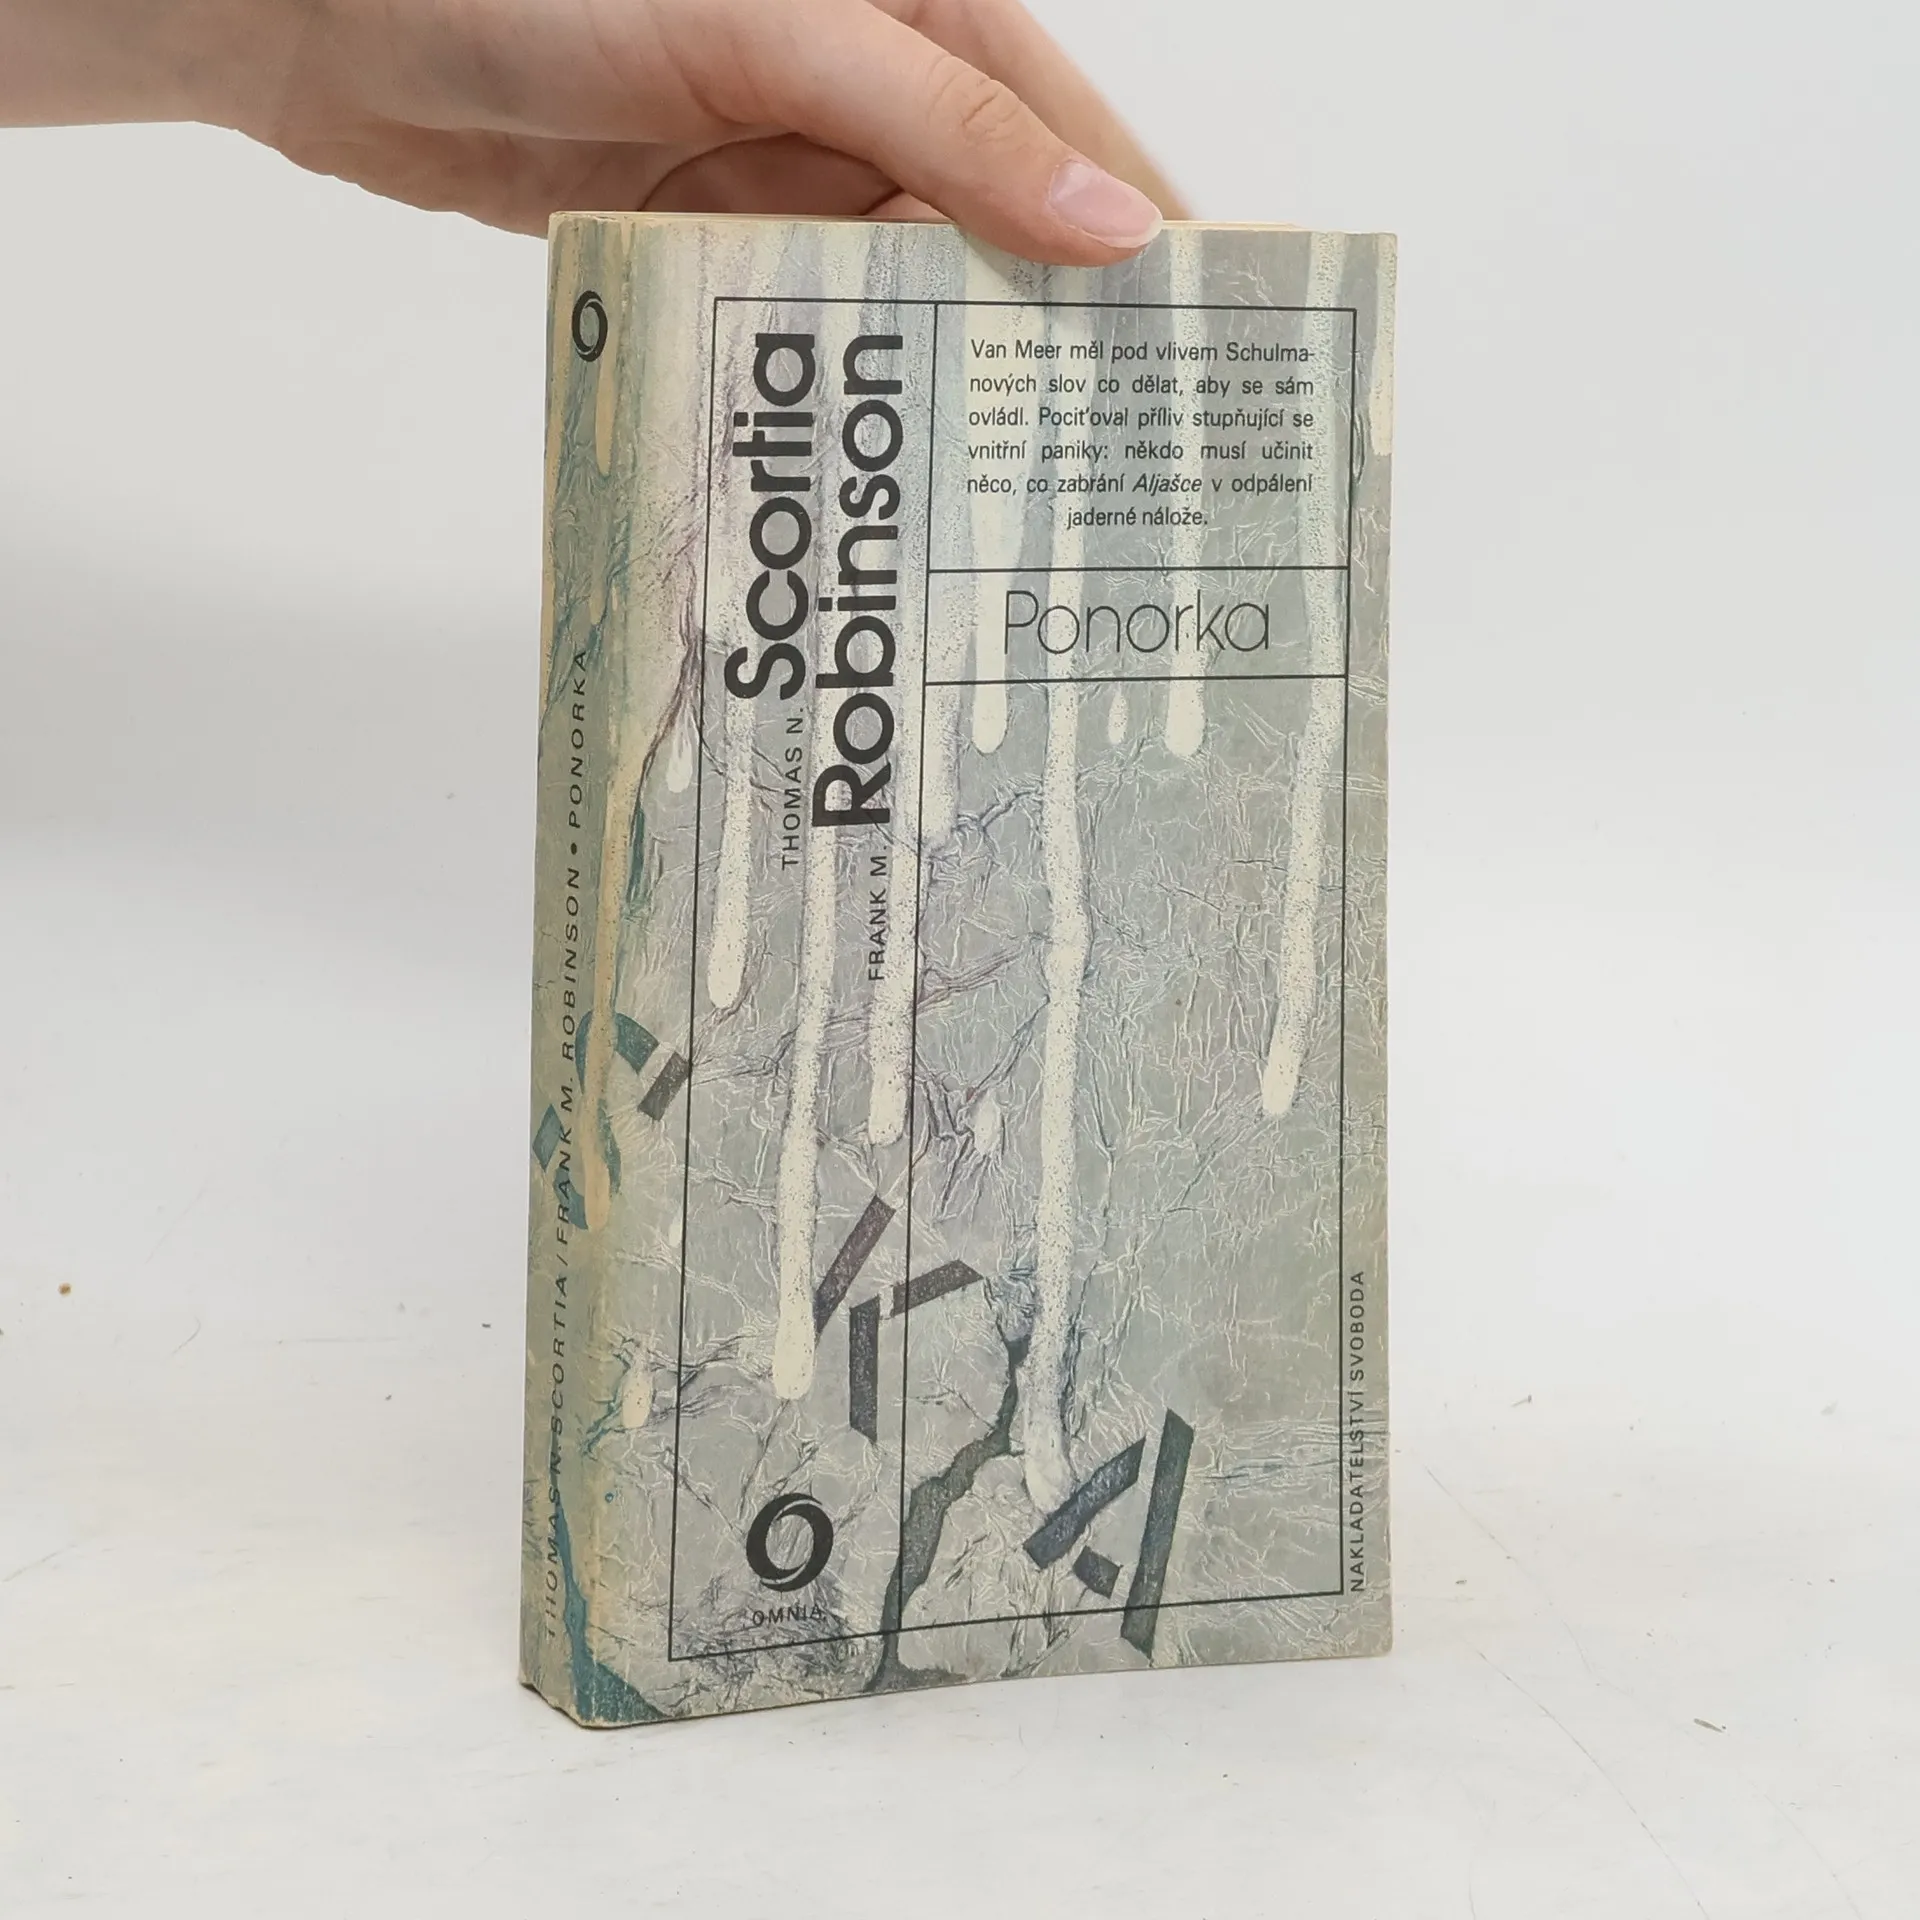 THOMAS N. SCORTIA / FRANK M. ROBINSON • PONORKA
THOMAS N. Scortia
FRANK M. Robinson
Van Meer měl pod vlivem Schulma-
nových slov co dělat, aby se sám
ovládl. Pociťoval příliv stupňující se
vnitřní paniky: někdo musí učinit
něco, co zabrání Aljašce v odpálení
jaderné nálože.
Ponorka
OMNIA
NAKLADATELSTVÍ SVOBODA